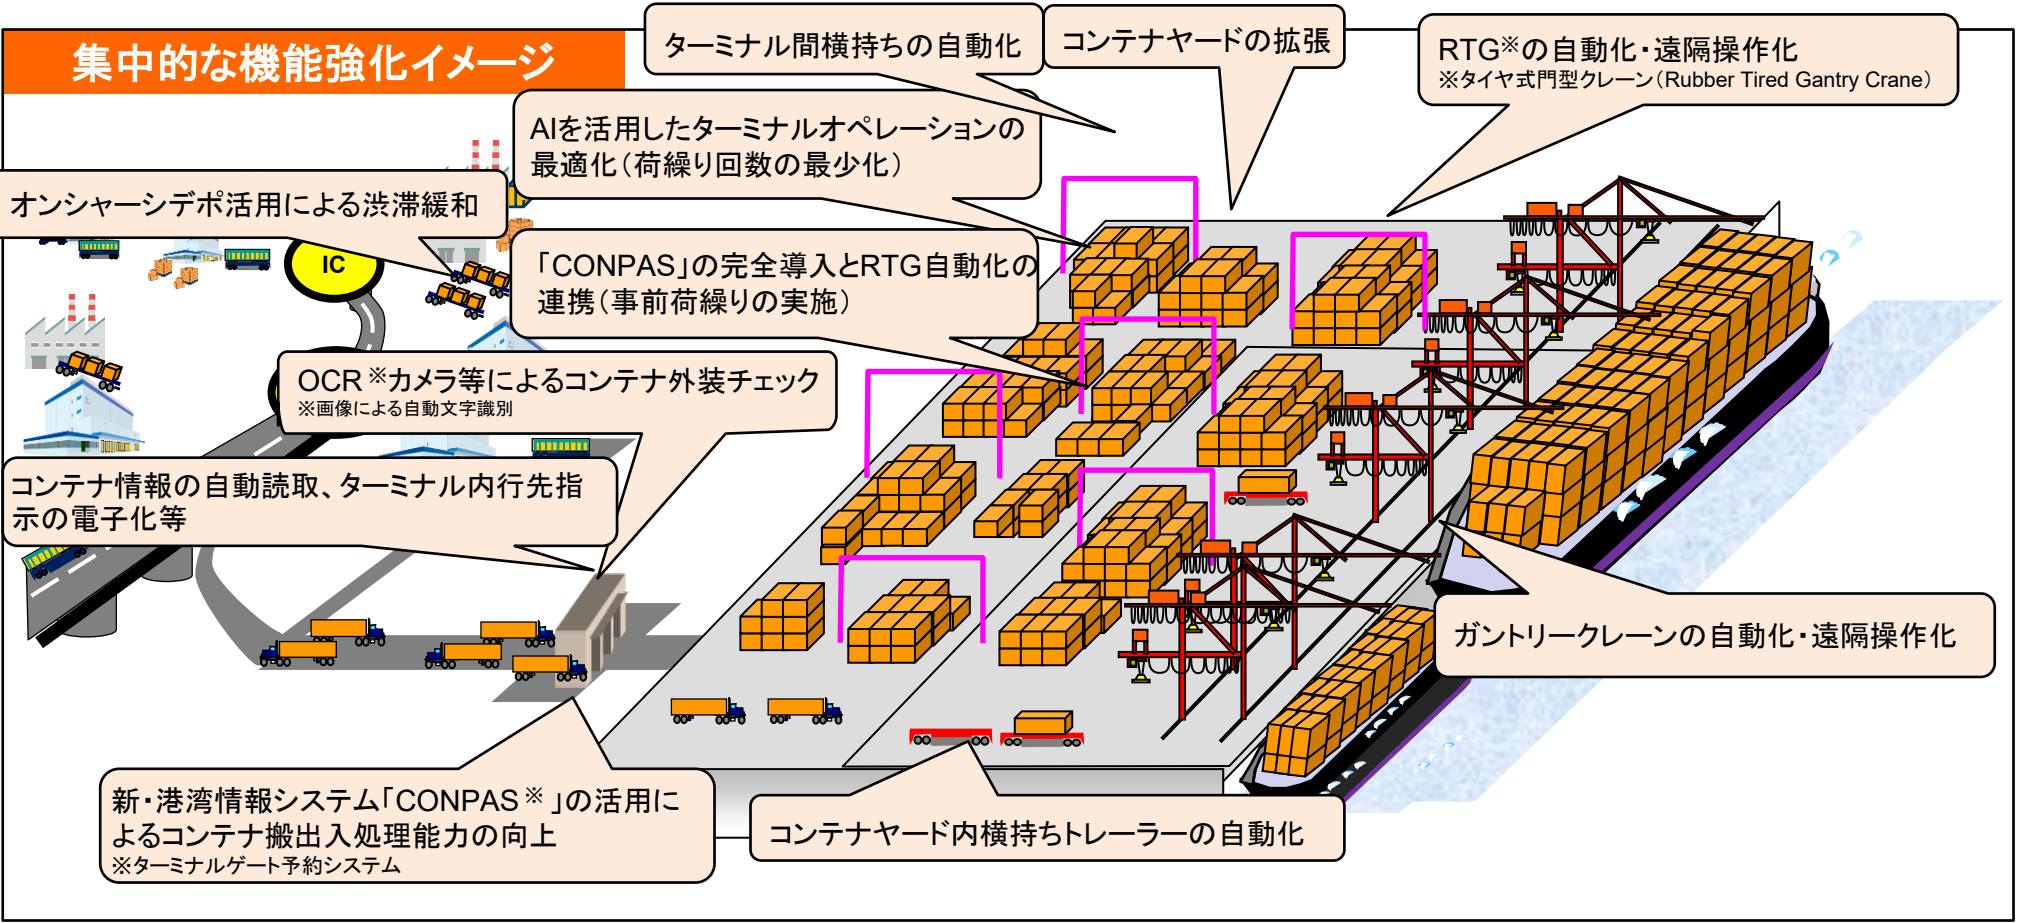 集中的な機能強化イメージ
ターミナル間横持ちの自動化
コンテナヤードの拡張
RTG※の自動化・遠隔操作化
※タイヤ式門型クレーン(Rubber Tired Gantry Crane)
AIを活用したターミナルオペレーションの
最適化(荷繰り回数の最少化)
オンシャーシデポ活用による渋滞緩和
IC
「CONPAS」の完全導入とRTG自動化の
連携(事前荷繰りの実施)
OCR※カメラ等によるコンテナ外装チェック
※画像による自動文字識別
コンテナ情報の自動読取、ターミナル内行先指
示の電子化等
ガントリークレーンの自動化・遠隔操作化
新・港湾情報システム「CONPAS※」の活用に
よるコンテナ搬出入処理能力の向上
※ターミナルゲート予約システム
コンテナヤード内横持ちトレーラーの自動化